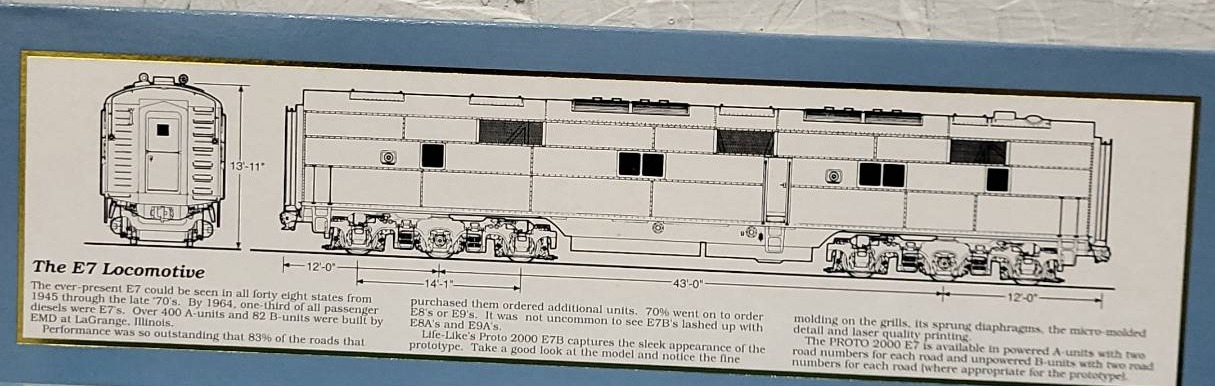 13'-11"
12'-0"
14'-1"
43'-0"
12'-0"
The E7 Locomotive
The ever-present E7 could be seen in all forty eight states from
1945 through the late '70's. By 1964, one-third of all passenger
diesels were E7's. Over 400 A-units and 82 B-units were built by
EMD at LaGrange, Illinois.
Performance was so outstanding that 83% of the roads that
purchased them ordered additional units. 70% went on to order
E8's or E9's. It was not uncommon to see E7B's lashed up with
E8A's and E9A's.
Life-Like's Proto 2000 E7B captures the sleek appearance of the
prototype. Take a good look at the model and notice the fine
molding on the grills, its sprung diaphragms, the micro-molded
detail and laser quality printing.
The PROTO 2000 E7 is available in powered A-units with two
road numbers for each road and unpowered B-units with two road
numbers for each road (where appropriate for the prototype).